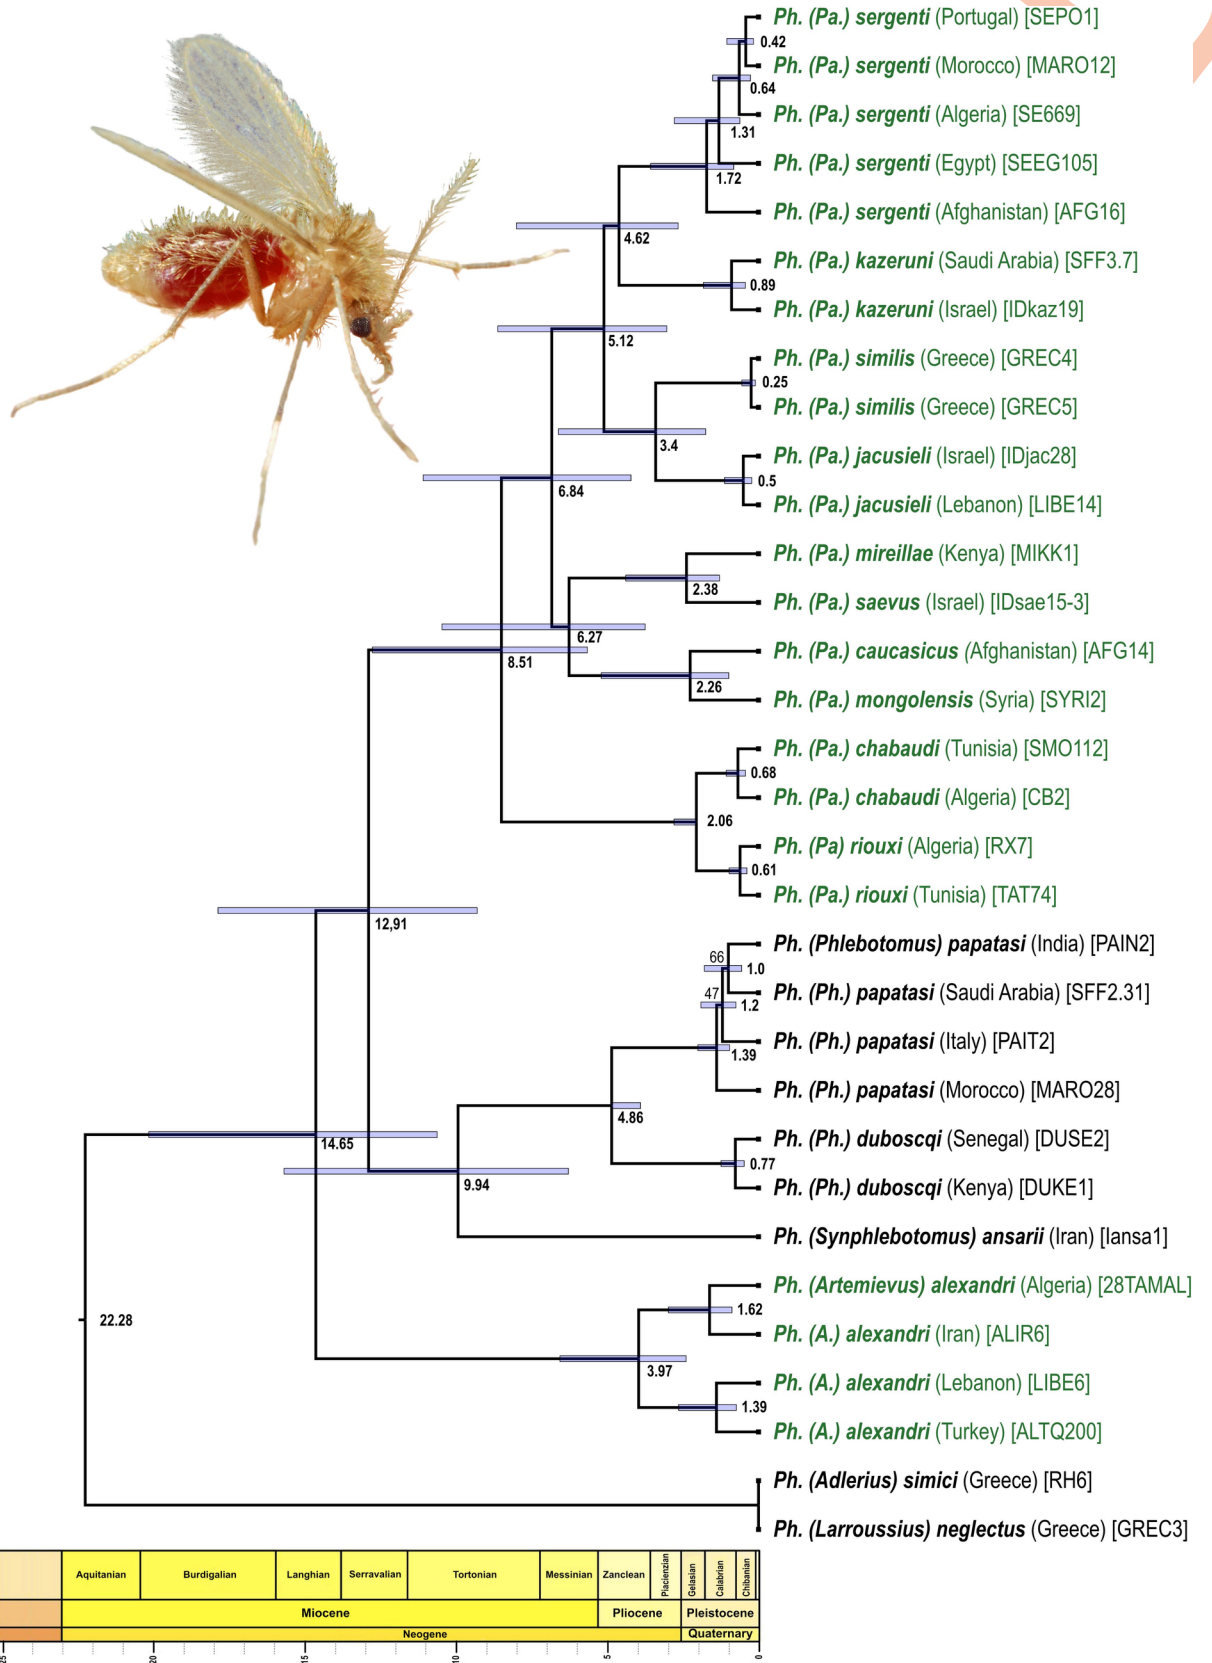 Ph. (Pa.) sergenti (Portugal) [SEPO1]
0.42
Ph. (Pa.) sergenti (Morocco) [MARO12]
0.64
Ph. (Pa.) sergenti (Algeria) [SE669]
1.31
Ph. (Pa.) sergenti (Egypt) [SEEG105]
1.72
Ph. (Pa.) sergenti (Afghanistan) [AFG16]
4.62
Ph. (Pa.) kazeruni (Saudi Arabia) [SFF3.7]
0.89
Ph. (Pa.) kazeruni (Israel) [IDkaz19]
5.12
Ph. (Pa.) similis (Greece) [GREC4]
0.25
Ph. (Pa.) similis (Greece) [GREC5]
3.4
Ph. (Pa.) jacusieli (Israel) [IDjac28]
0.5
6.84
Ph. (Pa.) jacusieli (Lebanon) [LIBE14]
Ph. (Pa.) mireillae (Kenya) [MIKK1]
2.38
Ph. (Pa.) saevus (Israel) [IDsae15-3]
6.27
Ph. (Pa.) caucasicus (Afghanistan) [AFG14]
8.51
2.26
Ph. (Pa.) mongolensis (Syria) [SYRI2]
Ph. (Pa.) chabaudi (Tunisia) [SMO112]
0.68
Ph. (Pa.) chabaudi (Algeria) [CB2]
2.06
Ph. (Pa) riouxi (Algeria) [RX7]
0.61
Ph. (Pa.) riouxi (Tunisia) [TAT74]
12,91
Ph. (Phlebotomus) papatasi (India) [PAIN2]
66
1.0
Ph. (Ph.) papatasi (Saudi Arabia) [SFF2.31]
47
1.2
Ph. (Ph.) papatasi (Italy) [PAIT2]
1.39
Ph. (Ph.) papatasi (Morocco) [MARO28]
4.86
Ph. (Ph.) duboscqi (Senegal) [DUSE2]
14.65
0.77
9.94
Ph. (Ph.) duboscqi (Kenya) [DUKE1]
Ph. (Synphlebotomus) ansarii (Iran) [Iansa1]
Ph. (Artemievus) alexandri (Algeria) [28TAMAL]
1.62
22.28
Ph. (A.) alexandri (Iran) [ALIR6]
3.97
Ph. (A.) alexandri (Lebanon) [LIBE6]
1.39
Ph. (A.) alexandri (Turkey) [ALTQ200]
Ph. (Adlerius) simici (Greece) [RH6]
Ph. (Larroussius) neglectus (Greece) [GREC3]
Aquitanian Burdigalian Langhian Serravalian Tortonian Messinian Zanclean Piacenzian Gelasian Calabrian Chibanian
Miocene Pliocene Pleistocene
Neogene Quaternary
25 20 15 10 5 0